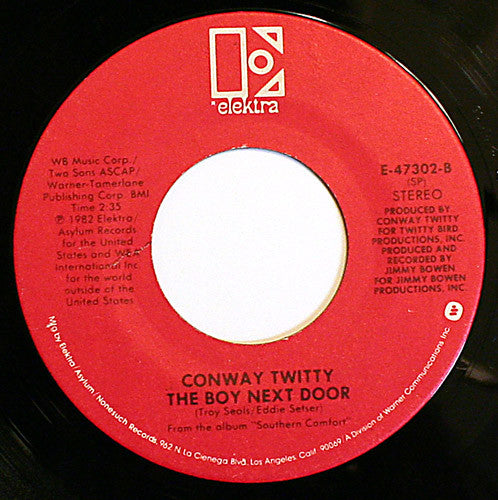 elektra
WB Music Corp./
Two Sons ASCAP/
Warner-Tamerlane
Publishing Corp. BMI
Time 2:35
℗ 1982 Elektra/
Asylum Records
for the United
States and WEA
International Inc
for the world
outside of the
United States
E-47302-B
(SP)
STEREO
PRODUCED BY
CONWAY TWITTY
FOR TWITTY BIRD
PRODUCTIONS, INC.
PRODUCED AND
RECORDED BY
JIMMY BOWEN
FOR JIMMY BOWEN
PRODUCTIONS, INC.
CONWAY TWITTY
THE BOY NEXT DOOR
(Troy Seals/Eddie Setser)
From the album "Southern Comfort"
Mfg by Elektra/Asylum/Nonesuch Records, 962 N. La Cienega Blvd., Los Angeles, Calif. 90069 / A Division of Warner Communications Inc.